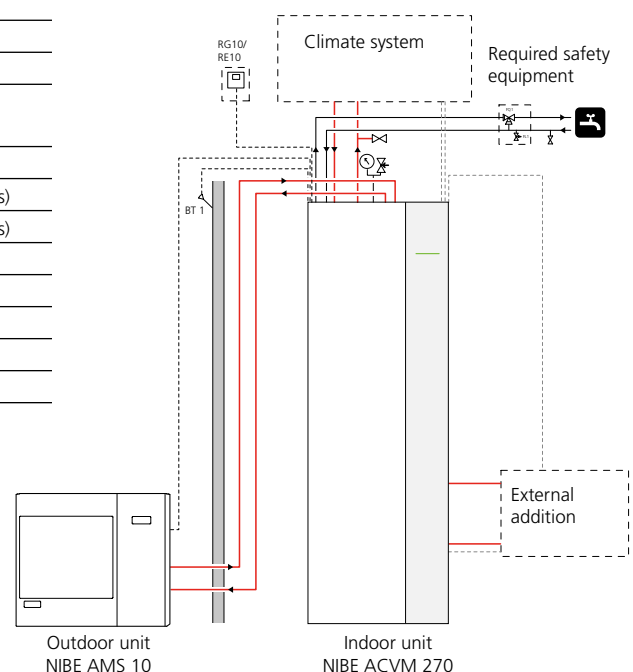 s)
s)
RG10/
RE10
Climate system
Required safety
equipment
FQ1
BT 1
External
addition
Outdoor unit
NIBE AMS 10
Indoor unit
NIBE ACVM 270